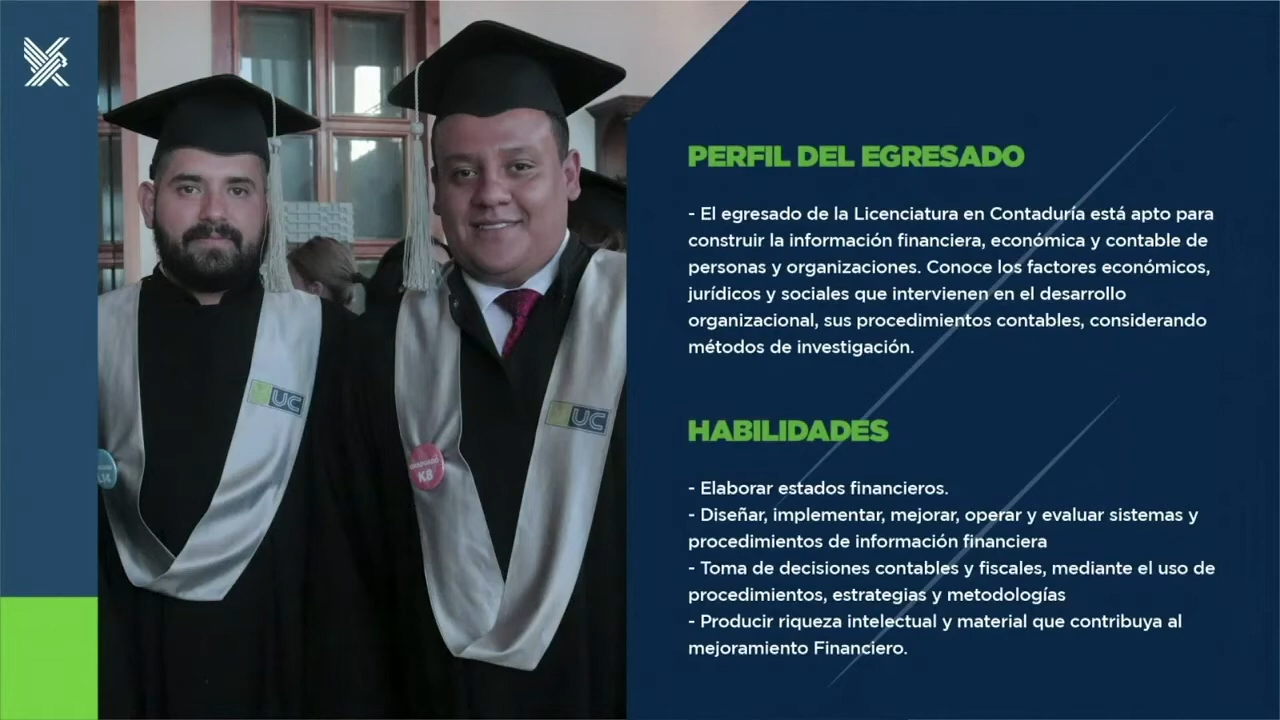 PERFIL DEL EGRESADO
- El egresado de la Licenciatura en Contaduría está apto para
construir la información financiera, económica y contable de
personas y organizaciones. Conoce los factores económicos,
jurídicos y sociales que intervienen en el desarrollo
organizacional, sus procedimientos contables, considerando
métodos de investigación.
HABILIDADES
- Elaborar estados financieros.
- Diseñar, implementar, mejorar, operar y evaluar sistemas y
procedimientos de información financiera
- Toma de decisiones contables y fiscales, mediante el uso de
procedimientos, estrategias y metodologías
- Producir riqueza intelectual y material que contribuya al
mejoramiento Financiero.
UC
UC
K8